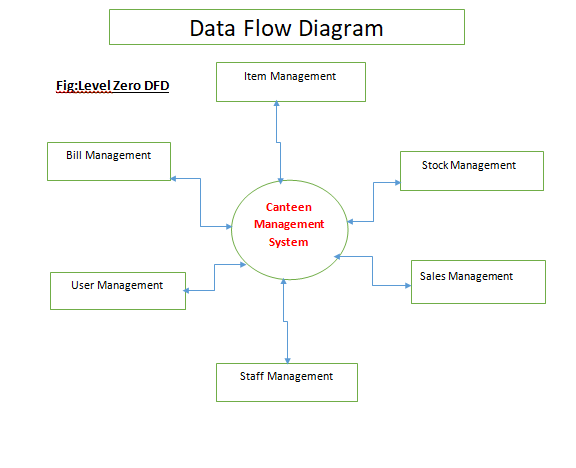 Data Flow Diagram
Fig:Level Zero DFD
Item Management
Bill Management
Stock Management
Canteen
Management
System
User Management
Sales Management
Staff Management